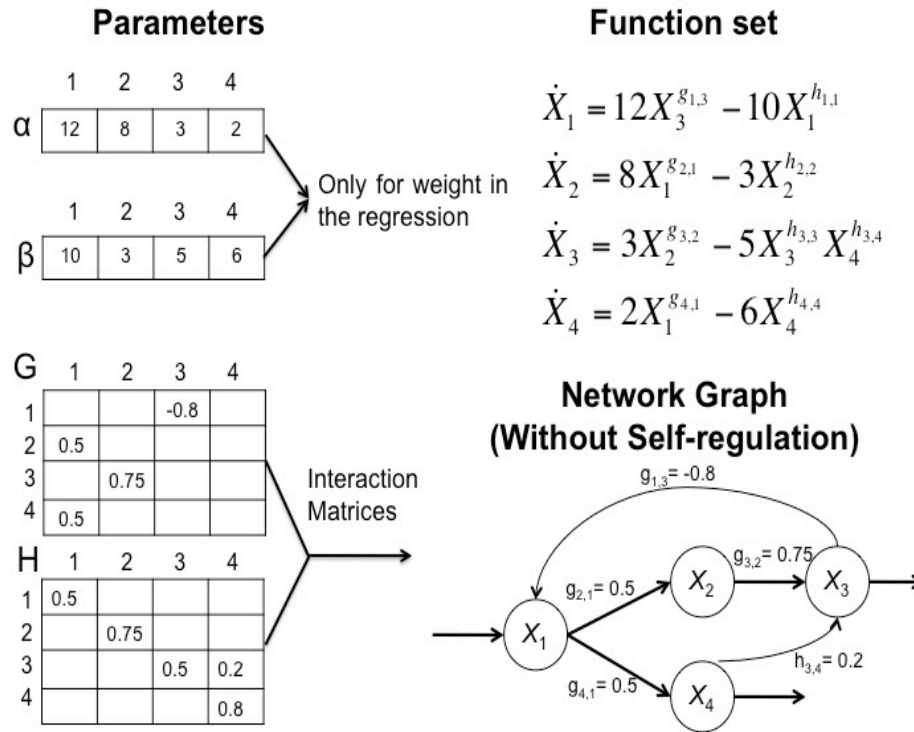 Parameters
1 2 3 4
α 12 8 3 2
1 2 3 4
β 10 3 5 6
Only for weight in
the regression
Function set
Ẋ₁ = 12X₃^{g₁,₃} − 10X₁^{h₁,₁}
Ẋ₂ = 8X₁^{g₂,₁} − 3X₂^{h₂,₂}
Ẋ₃ = 3X₂^{g₃,₂} − 5X₃^{h₃,₃} X₄^{h₃,₄}
Ẋ₄ = 2X₁^{g₄,₁} − 6X₄^{h₄,₄}
G
1 2 3 4
1 -0.8
2 0.5
3 0.75
4 0.5
H
1 2 3 4
1 0.5
2 0.75
3 0.5 0.2
4 0.8
Interaction
Matrices
Network Graph
(Without Self-regulation)
g₁,₃= -0.8
g₃,₂= 0.75
g₂,₁= 0.5
X₂
X₃
X₁
g₄,₁= 0.5
h₃,₄= 0.2
X₄